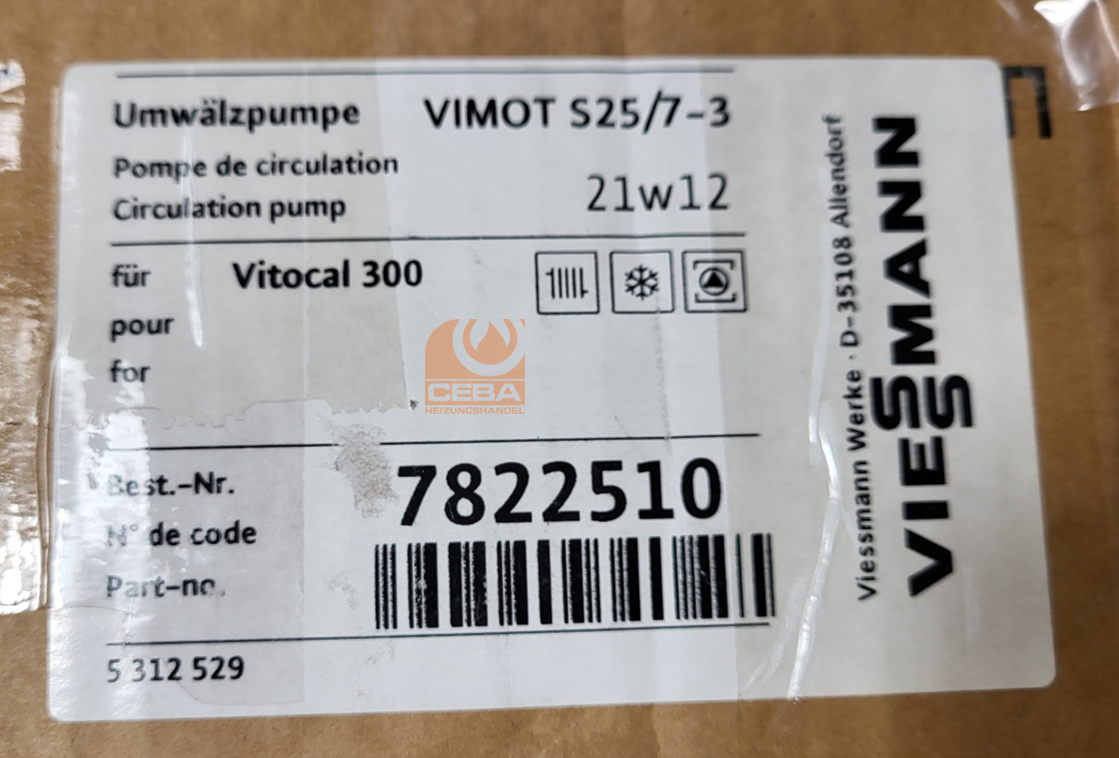 Umwälzpumpe VIMOT S25/7-3
Pompe de circulation
Circulation pump 21w12
für Vitocal 300
pour
for
CEBA
HEIZUNGSHANDEL
Best.-Nr. 7822510
N° de code
Part-no.
5 312 529
Viessmann Werke · D-35108 Allendorf
VIESSMANN